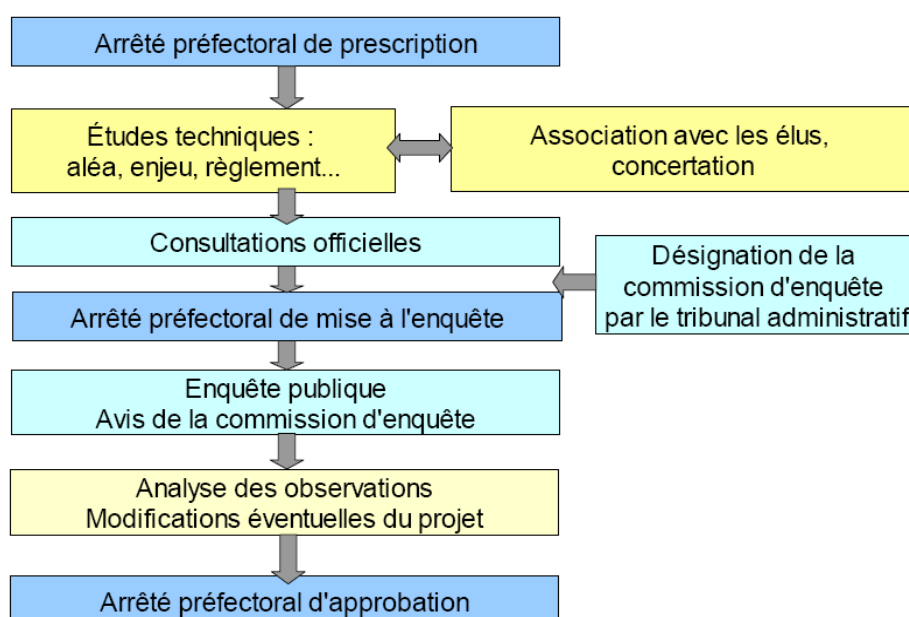 Arrêté préfectoral de prescription
Études techniques :
aléa, enjeu, règlement...
Association avec les élus,
concertation
Consultations officielles
Désignation de la
commission d'enquête
par le tribunal administratif
Arrêté préfectoral de mise à l'enquête
Enquête publique
Avis de la commission d'enquête
Analyse des observations
Modifications éventuelles du projet
Arrêté préfectoral d'approbation